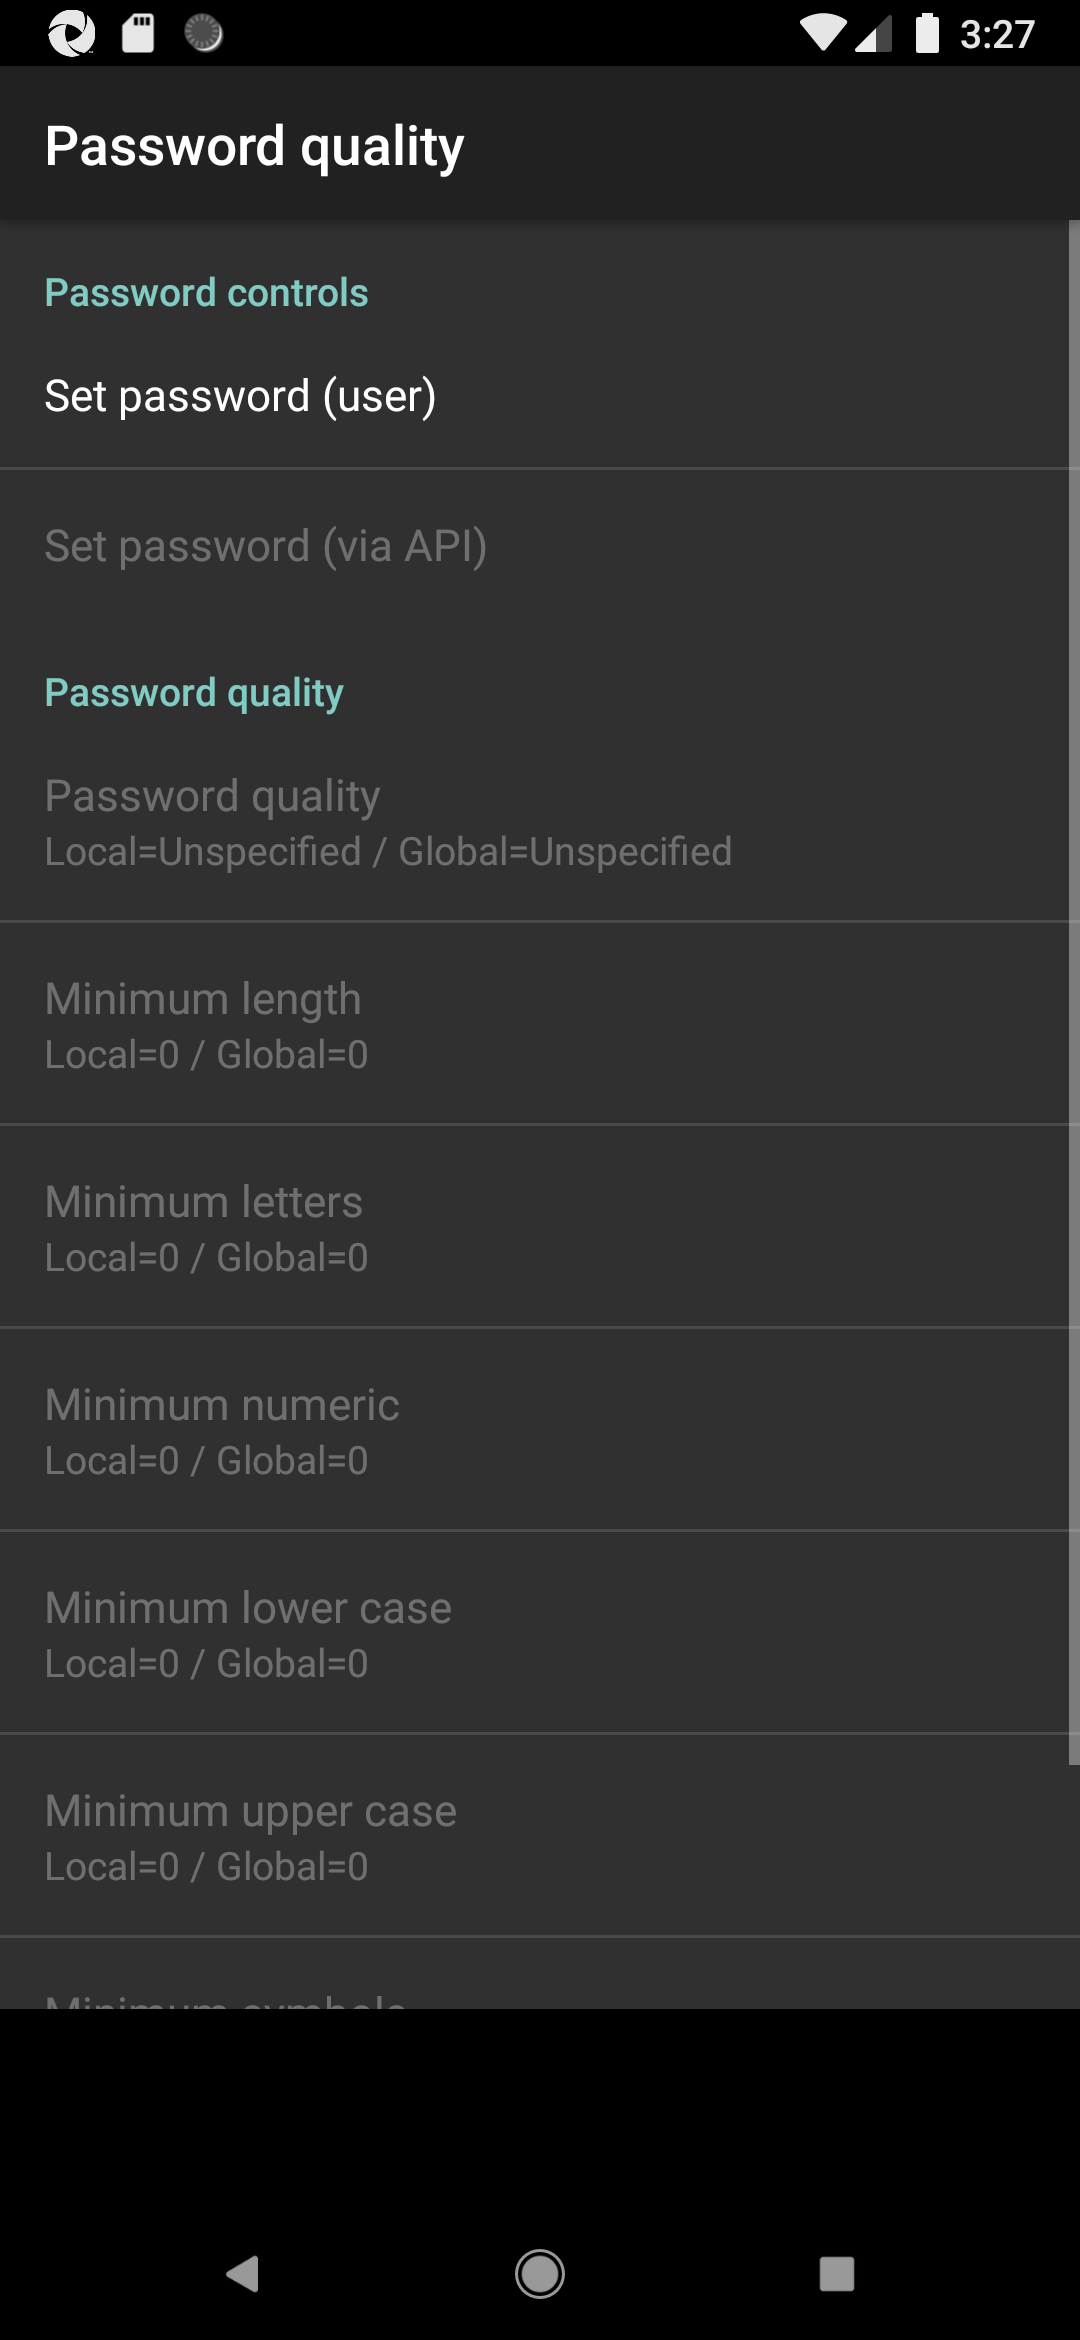 3:27
Password quality
Password controls
Set password (user)
Set password (via API)
Password quality
Password quality
Local=Unspecified / Global=Unspecified
Minimum length
Local=0 / Global=0
Minimum letters
Local=0 / Global=0
Minimum numeric
Local=0 / Global=0
Minimum lower case
Local=0 / Global=0
Minimum upper case
Local=0 / Global=0
Minimum symbols